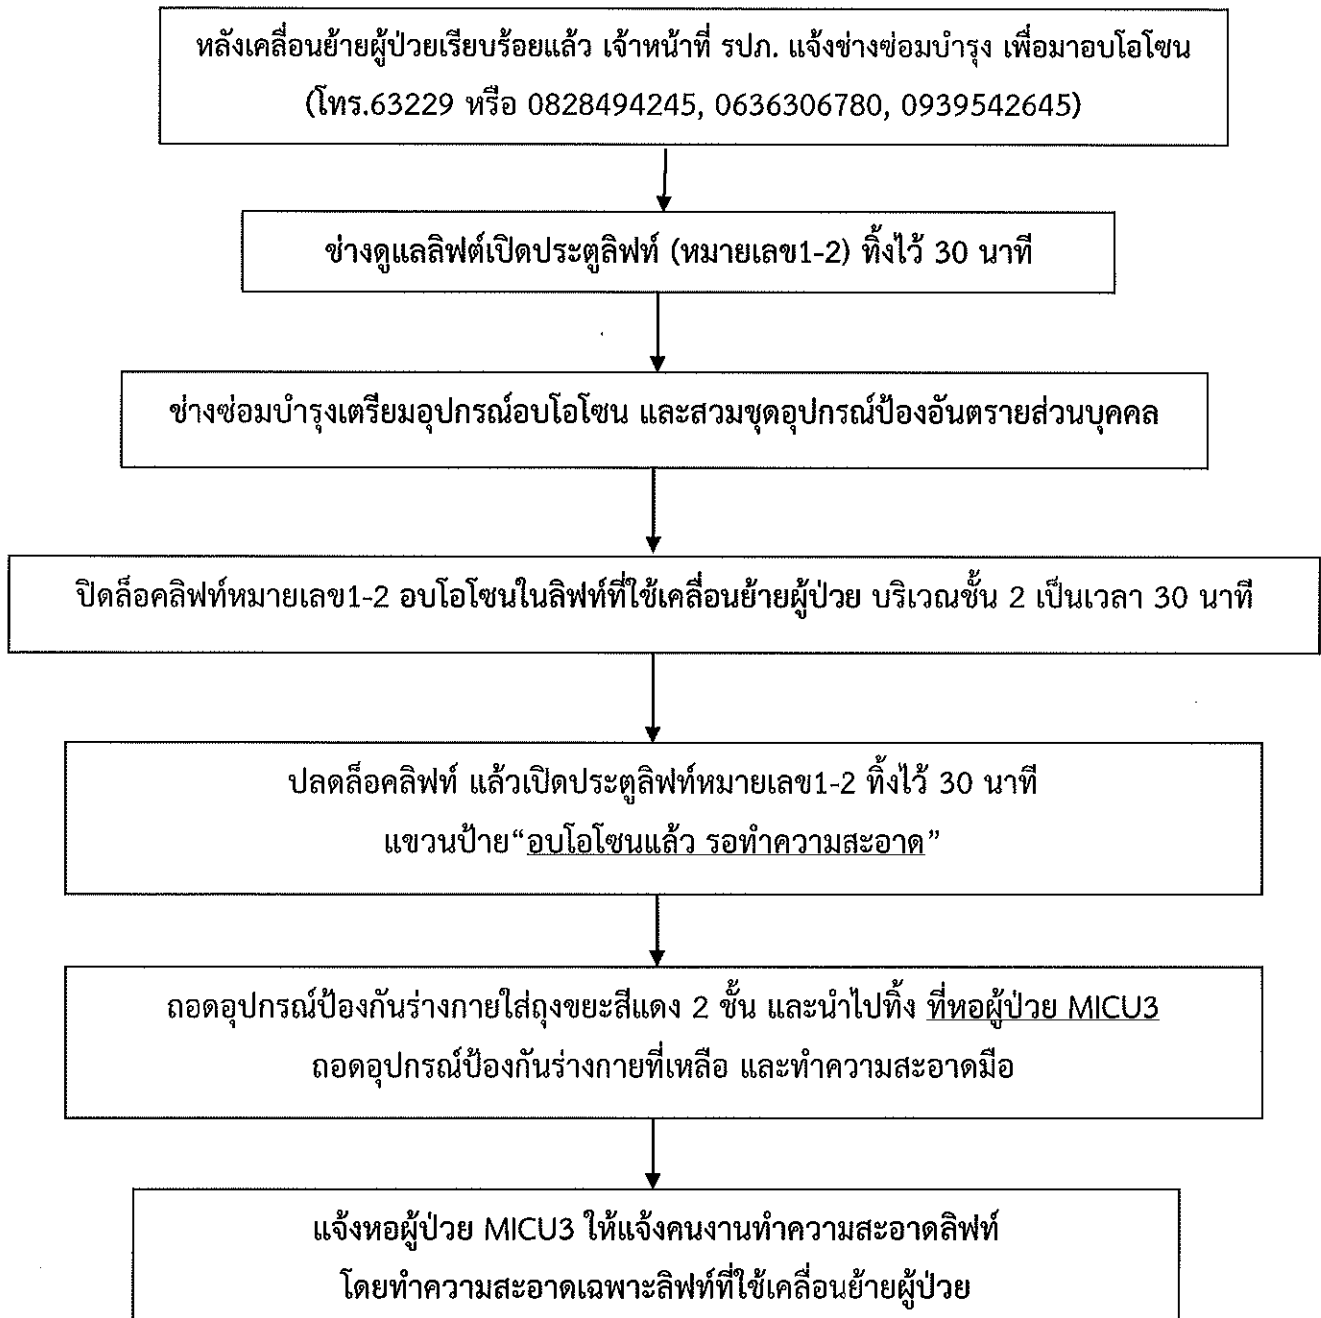 หลังเคลื่อนย้ายผู้ป่วยเรียบร้อยแล้ว เจ้าหน้าที่ รปภ. แจ้งช่างซ่อมบำรุง เพื่อมาอบโอโซน
(โทร.63229 หรือ 0828494245, 0636306780, 0939542645)
ช่างดูแลลิฟต์เปิดประตูลิฟท์ (หมายเลข1-2) ทิ้งไว้ 30 นาที
ช่างซ่อมบำรุงเตรียมอุปกรณ์อบโอโซน และสวมชุดอุปกรณ์ป้องอันตรายส่วนบุคคล
ปิดล็อคลิฟท์หมายเลข1-2 อบโอโซนในลิฟท์ที่ใช้เคลื่อนย้ายผู้ป่วย บริเวณชั้น 2 เป็นเวลา 30 นาที
ปลดล็อคลิฟท์ แล้วเปิดประตูลิฟท์หมายเลข1-2 ทิ้งไว้ 30 นาที
แขวนป้าย“อบโอโซนแล้ว รอทำความสะอาด”
ถอดอุปกรณ์ป้องกันร่างกายใส่ถุงขยะสีแดง 2 ชั้น และนำไปทิ้ง ที่หอผู้ป่วย MICU3
ถอดอุปกรณ์ป้องกันร่างกายที่เหลือ และทำความสะอาดมือ
แจ้งหอผู้ป่วย MICU3 ให้แจ้งคนงานทำความสะอาดลิฟท์
โดยทำความสะอาดเฉพาะลิฟท์ที่ใช้เคลื่อนย้ายผู้ป่วย